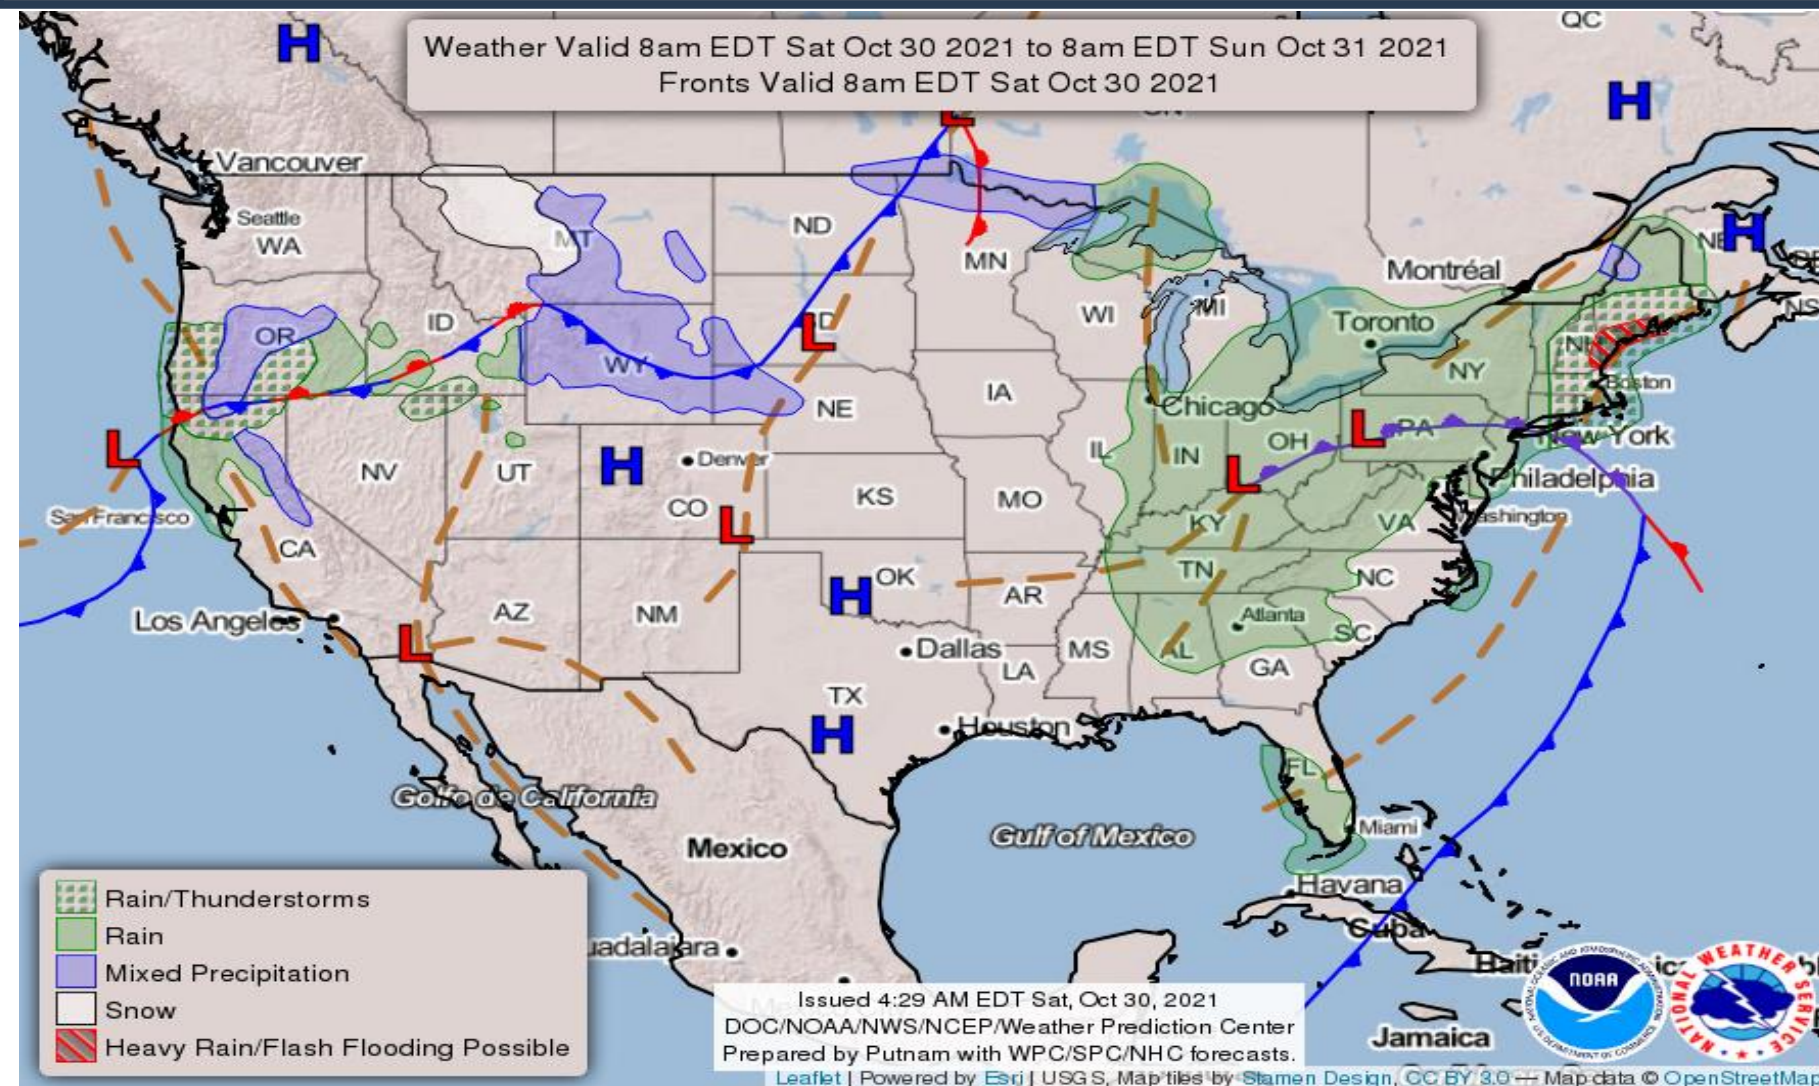 QC
Weather Valid 8am EDT Sat Oct 30 2021 to 8am EDT Sun Oct 31 2021
Fronts Valid 8am EDT Sat Oct 30 2021
H
H
L
Vancouver
Seattle
WA
MT
ND
MN
Montréal
H
OR
ID
WY
L
WI
MI
Toronto
NY
Boston
NE
IA
Chicago
L
NV
UT
H
Denver
CO
L
KS
MO
IL
IN
OH
L
L
PA
New York
Philadelphia
San Francisco
CA
KY
VA
Washington
Los Angeles
L
AZ
NM
H
OK
AR
TN
NC
Atlanta
SC
Dallas
LA
MS
AL
GA
TX
H
Houston
FL
Golfo de California
Mexico
Gulf of Mexico
Miami
Havana
Cuba
Haiti
Jamaica
Rain/Thunderstorms
Rain
Mixed Precipitation
Snow
Heavy Rain/Flash Flooding Possible
uadalajara
Mexico City
Issued 4:29 AM EDT Sat, Oct 30, 2021
DOC/NOAA/NWS/NCEP/Weather Prediction Center
Prepared by Putnam with WPC/SPC/NHC forecasts.
NOAA
NATIONAL WEATHER SERVICE
Leaflet | Powered by Esri | USGS, Map tiles by Stamen Design, CC BY 3.0 — Map data © OpenStreetMap